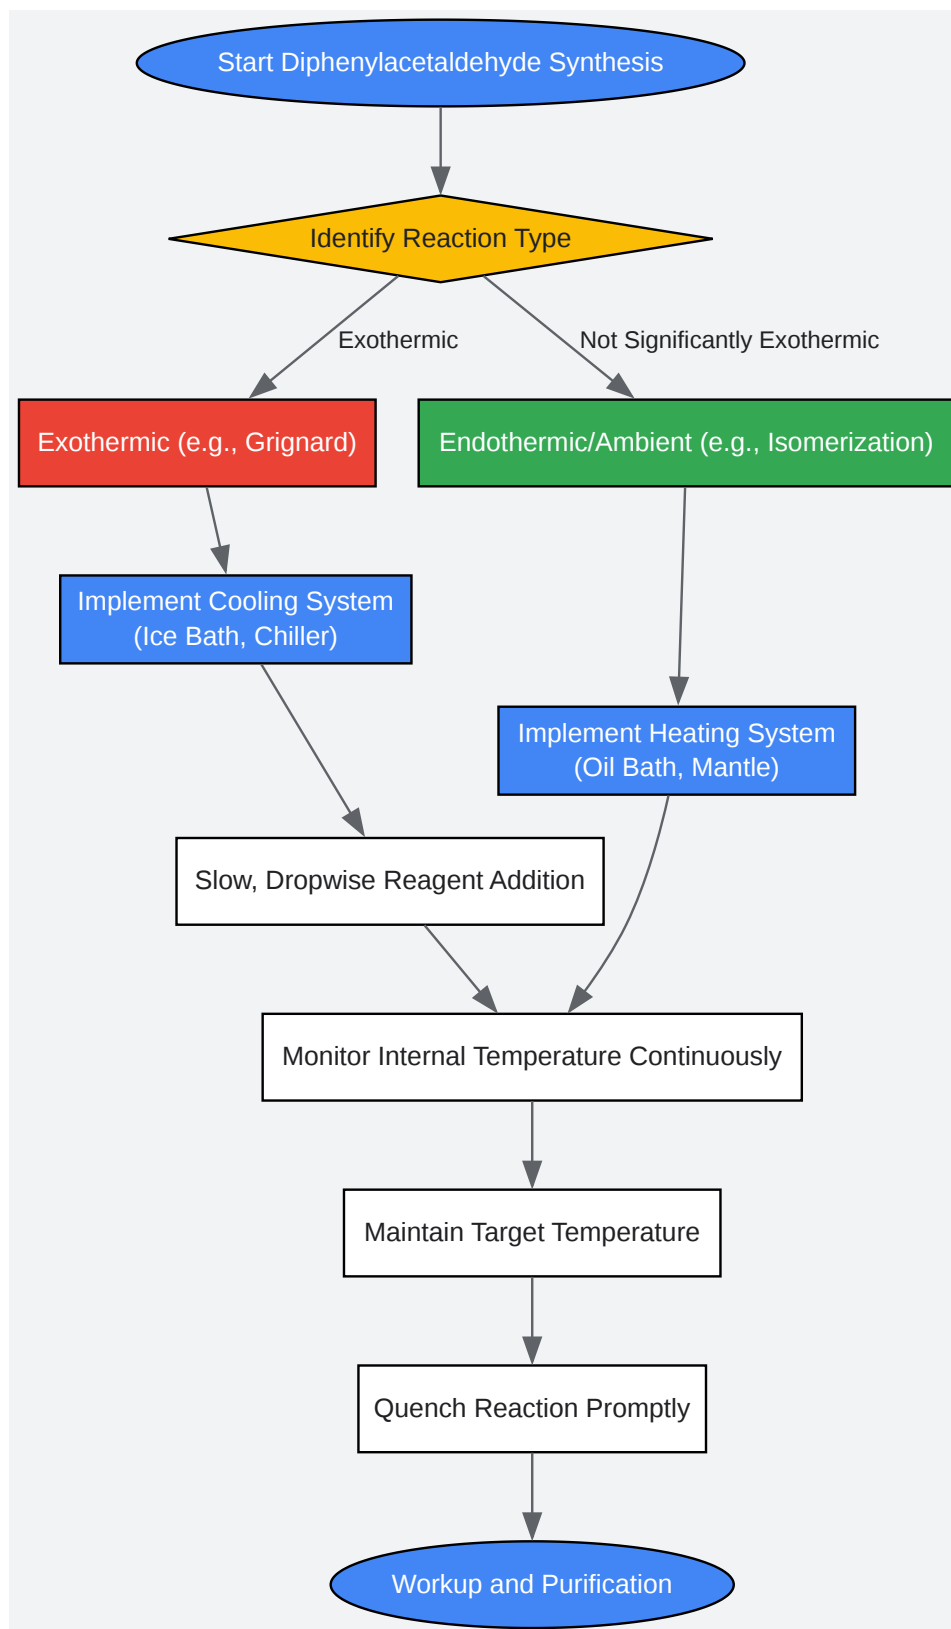 Start Diphenylacetaldehyde Synthesis
Identify Reaction Type
Exothermic
Not Significantly Exothermic
Exothermic (e.g., Grignard)
Endothermic/Ambient (e.g., Isomerization)
Implement Cooling System
(Ice Bath, Chiller)
Implement Heating System
(Oil Bath, Mantle)
Slow, Dropwise Reagent Addition
Monitor Internal Temperature Continuously
Maintain Target Temperature
Quench Reaction Promptly
Workup and Purification